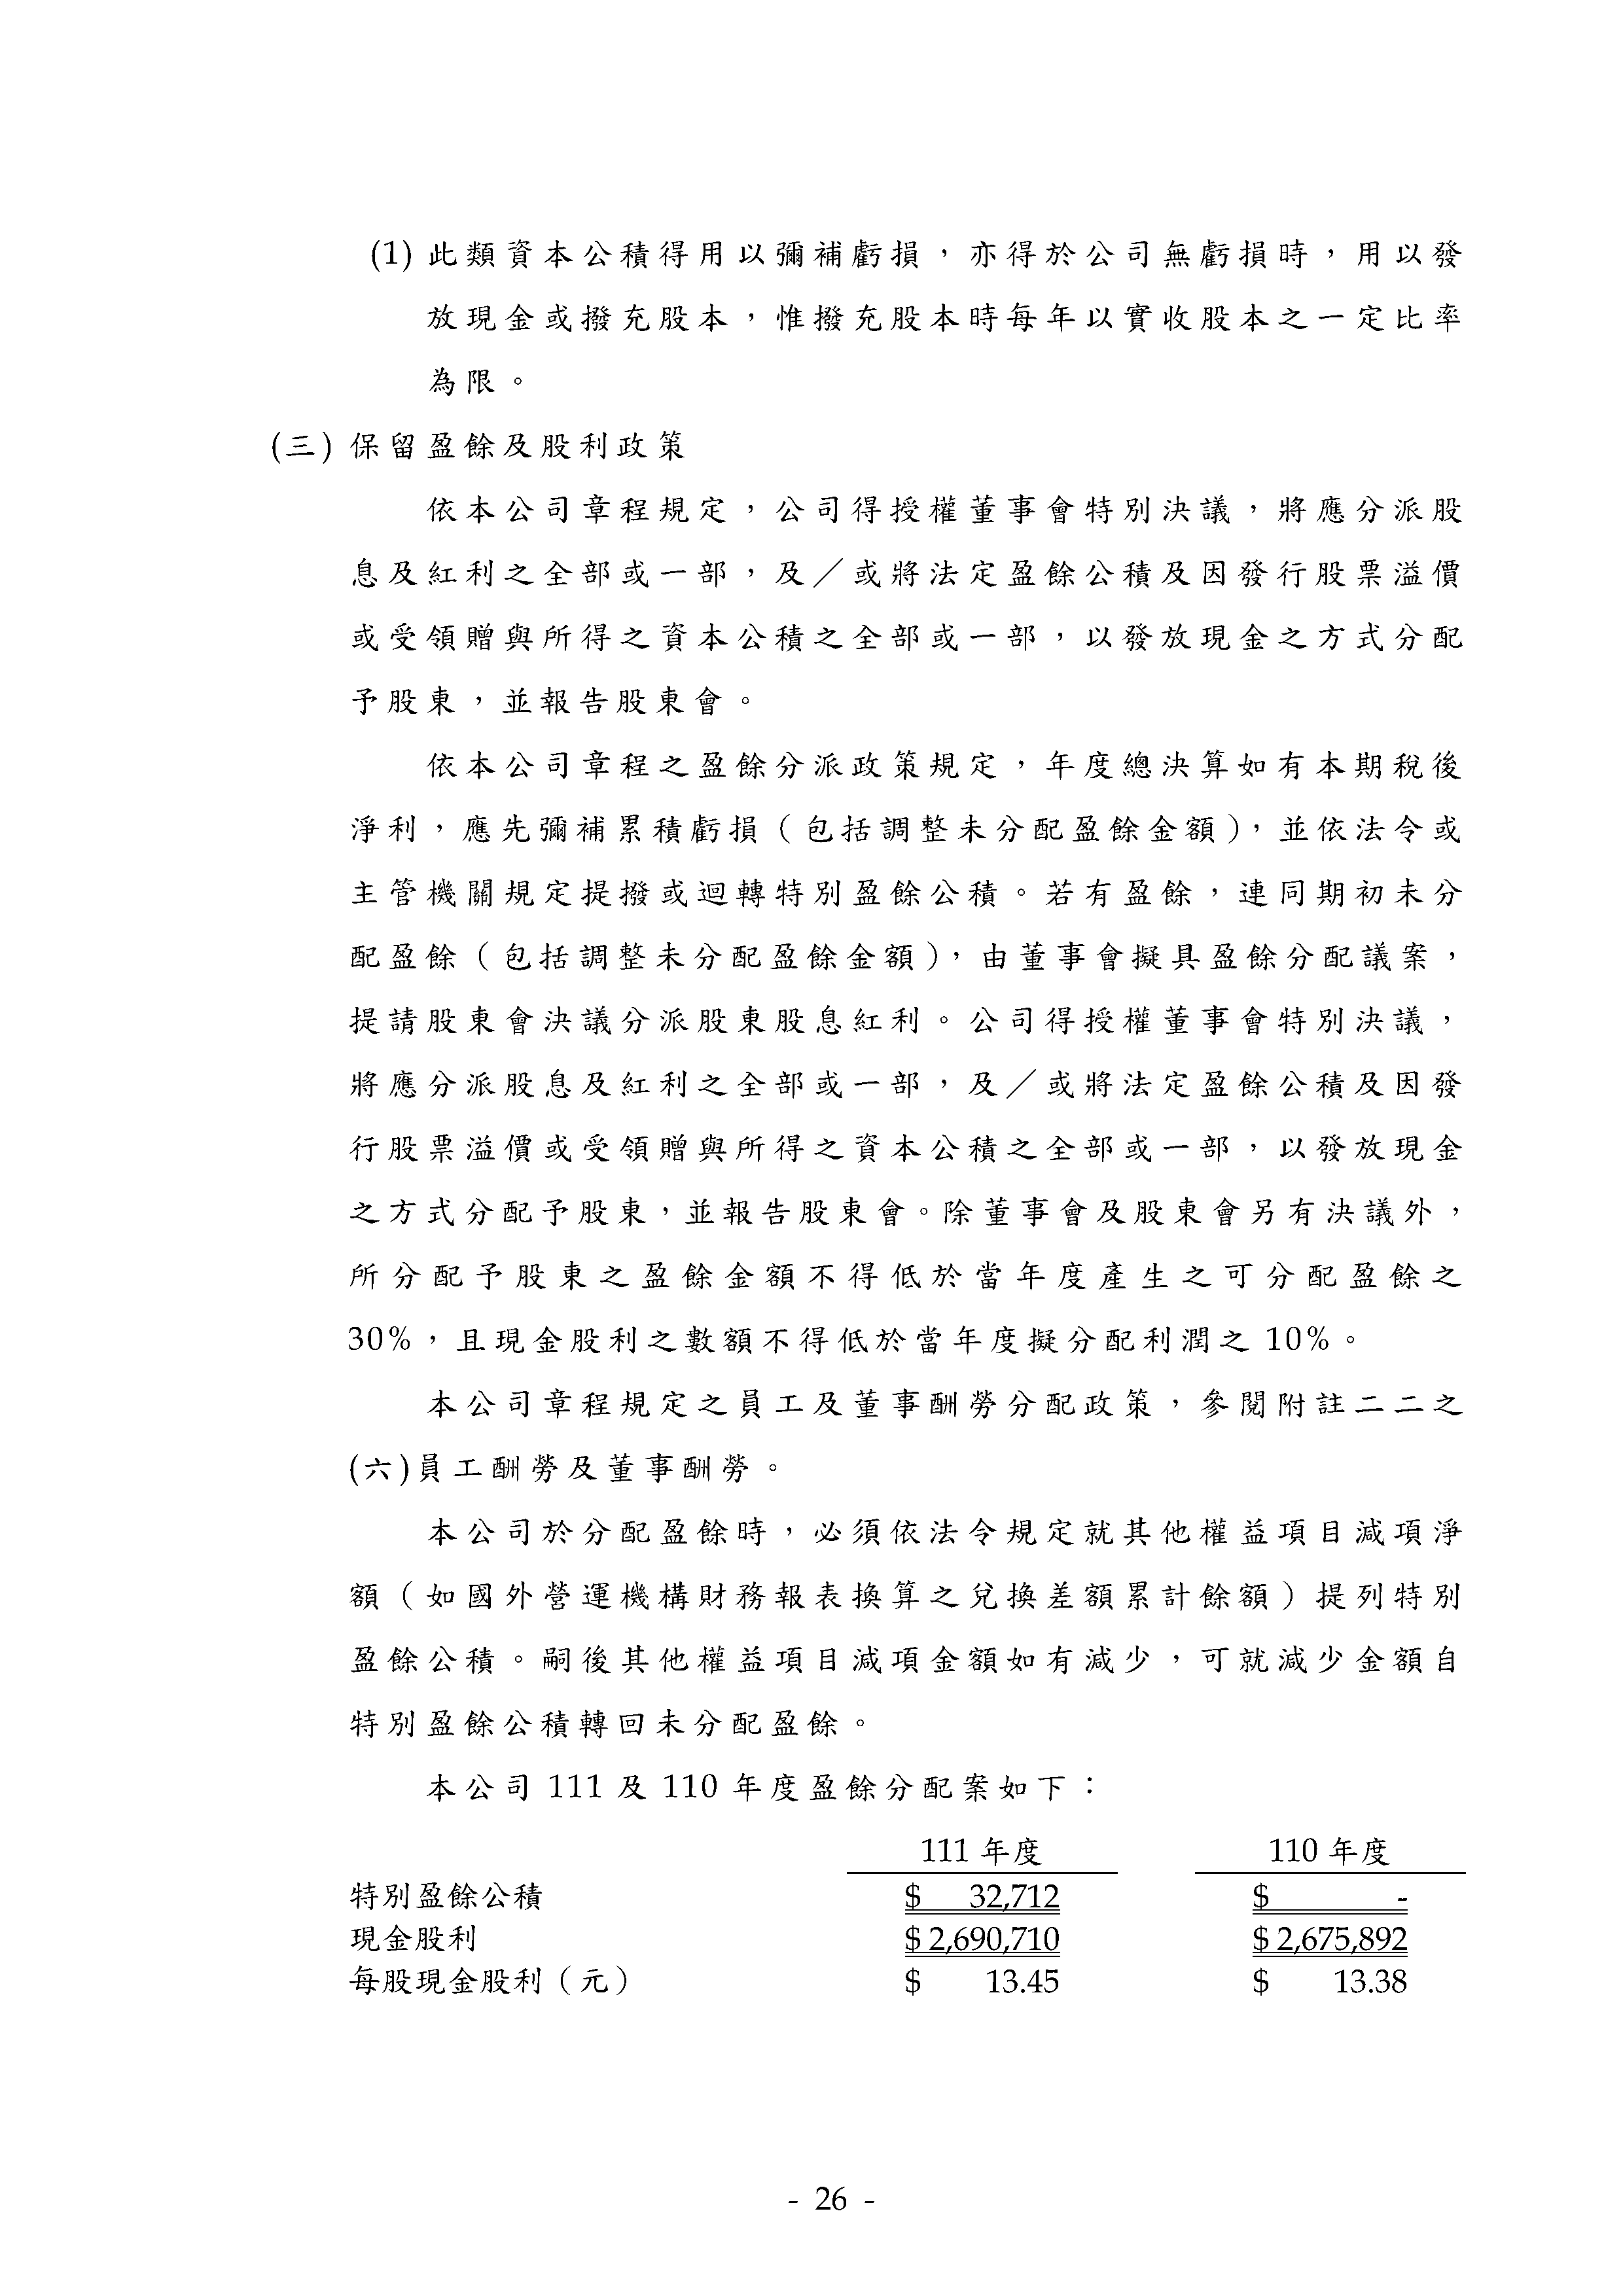 (1) 此類資本公積得用以彌補虧損，亦得於公司無虧損時，用以發
放現金或撥充股本，惟撥充股本時每年以實收股本之一定比率
為限。
(三) 保留盈餘及股利政策
依本公司章程規定，公司得授權董事會特別決議，將應分派股
息及紅利之全部或一部，及／或將法定盈餘公積及因發行股票溢價
或受領贈與所得之資本公積之全部或一部，以發放現金之方式分配
予股東，並報告股東會。
依本公司章程之盈餘分派政策規定，年度總決算如有本期稅後
淨利，應先彌補累積虧損（包括調整未分配盈餘金額），並依法令或
主管機關規定提撥或迴轉特別盈餘公積。若有盈餘，連同期初未分
配盈餘（包括調整未分配盈餘金額），由董事會擬具盈餘分配議案，
提請股東會決議分派股東股息紅利。公司得授權董事會特別決議，
將應分派股息及紅利之全部或一部，及／或將法定盈餘公積及因發
行股票溢價或受領贈與所得之資本公積之全部或一部，以發放現金
之方式分配予股東，並報告股東會。除董事會及股東會另有決議外，
所分配予股東之盈餘金額不得低於當年度產生之可分配盈餘之
30%，且現金股利之數額不得低於當年度擬分配利潤之 10%。
本公司章程規定之員工及董事酬勞分配政策，參閱附註二二之
(六)員工酬勞及董事酬勞。
本公司於分配盈餘時，必須依法令規定就其他權益項目減項淨
額（如國外營運機構財務報表換算之兌換差額累計餘額）提列特別
盈餘公積。嗣後其他權益項目減項金額如有減少，可就減少金額自
特別盈餘公積轉回未分配盈餘。
本公司 111 及 110 年度盈餘分配案如下：
111 年度 110 年度
特別盈餘公積 $ 32,712 $ -
現金股利 $ 2,690,710 $ 2,675,892
每股現金股利（元） $ 13.45 $ 13.38
- 26 -